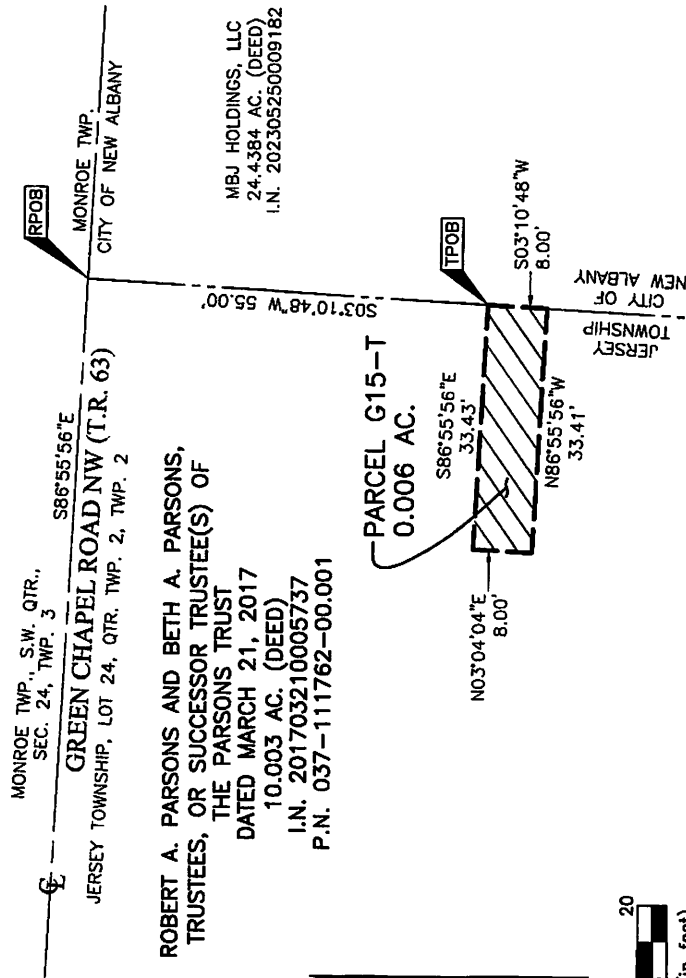 MONROE TWP., S.W. QTR.,
SEC. 24, TWP. 3
S86°55'56"E
GREEN CHAPEL ROAD NW (T.R. 63)
JERSEY TOWNSHIP, LOT 24, QTR. TWP. 2, TWP. 2
RPOB
MONROE TWP.
CITY OF NEW ALBANY
ROBERT A. PARSONS AND BETH A. PARSONS,
TRUSTEES, OR SUCCESSOR TRUSTEE(S) OF
THE PARSONS TRUST
DATED MARCH 21, 2017
10.003 AC. (DEED)
I.N. 201703210005737
P.N. 037-111762-00.001
S03°10'48"W 55.00'
MBJ HOLDINGS, LLC
24.4384 AC. (DEED)
I.N. 202305250009182
PARCEL G15-T
0.006 AC.
TPOB
S86°55'56"E
33.43'
N86°55'56"W
33.41'
S03°10'48"W
8.00'
N03°04'04"E
8.00'
JERSEY
TOWNSHIP
CITY OF
NEW ALBANY
20